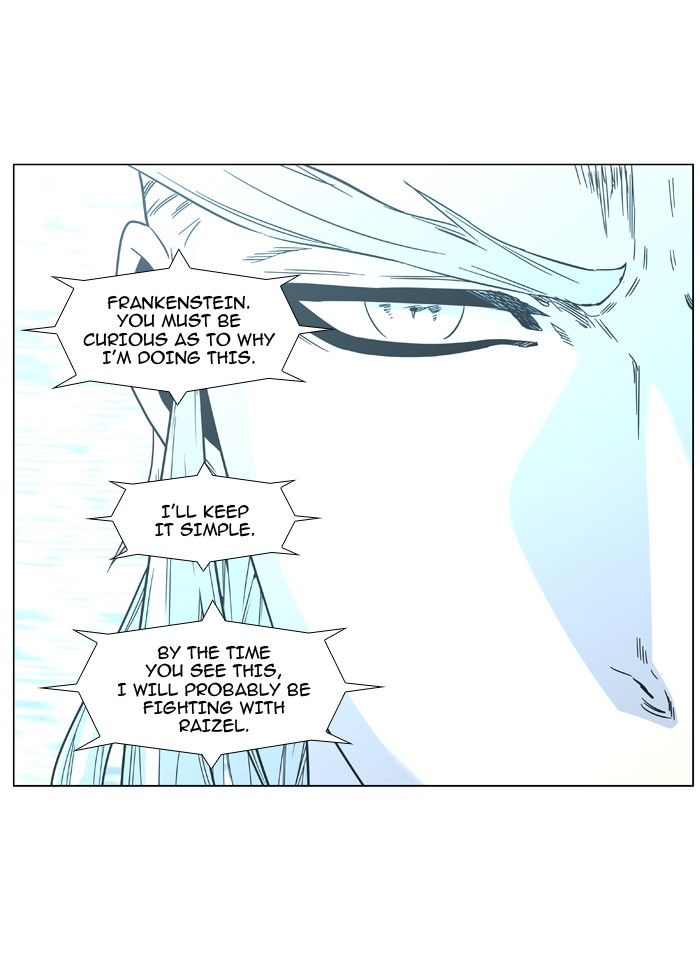 FRANKENSTEIN.
YOU MUST BE
CURIOUS AS TO WHY
I'M DOING THIS.
I'LL KEEP
IT SIMPLE.
BY THE TIME
YOU SEE THIS,
I WILL PROBABLY BE
FIGHTING WITH
RAIZEL.